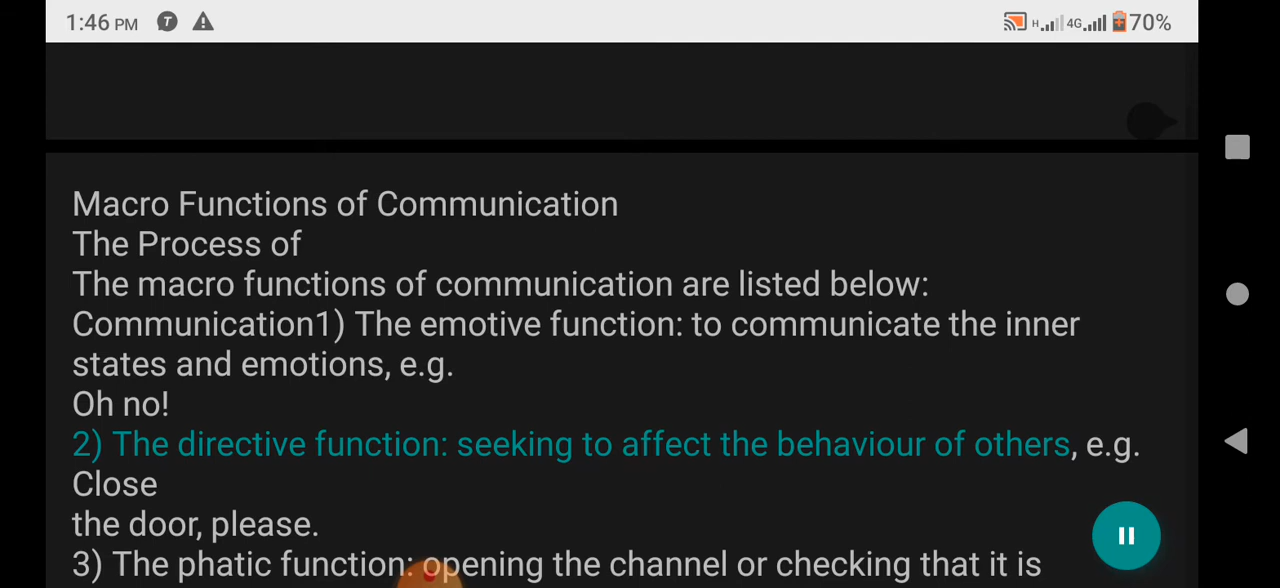 1:46 PM
H 4G 70%
Macro Functions of Communication
The Process of
The macro functions of communication are listed below:
Communication1) The emotive function: to communicate the inner
states and emotions, e.g.
Oh no!
2) The directive function: seeking to affect the behaviour of others, e.g.
Close
the door, please.
3) The phatic function: opening the channel or checking that it is